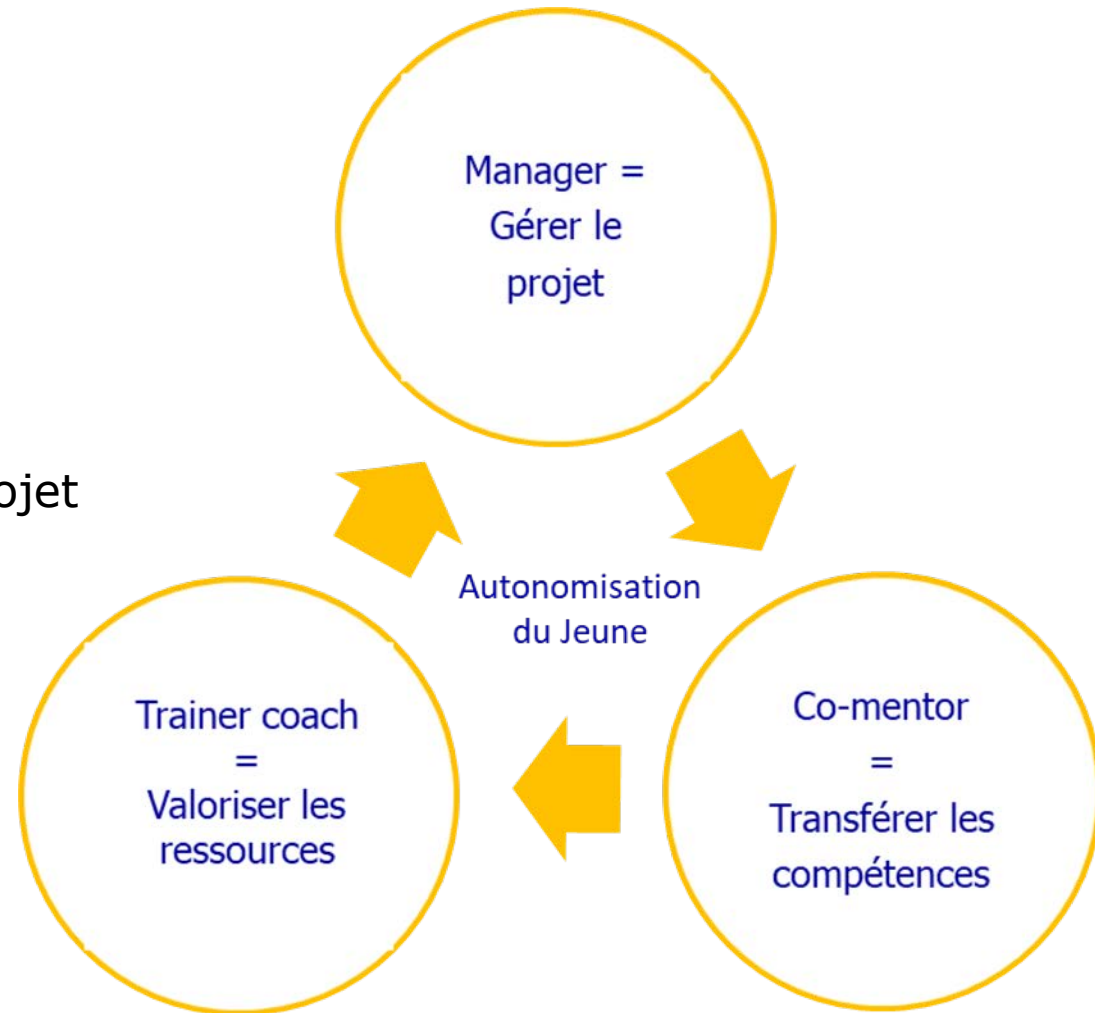 Manager =
Gérer le
projet
ojet
Autonomisation
du Jeune
Trainer coach
=
Valoriser les
ressources
Co-mentor
=
Transférer les
compétences